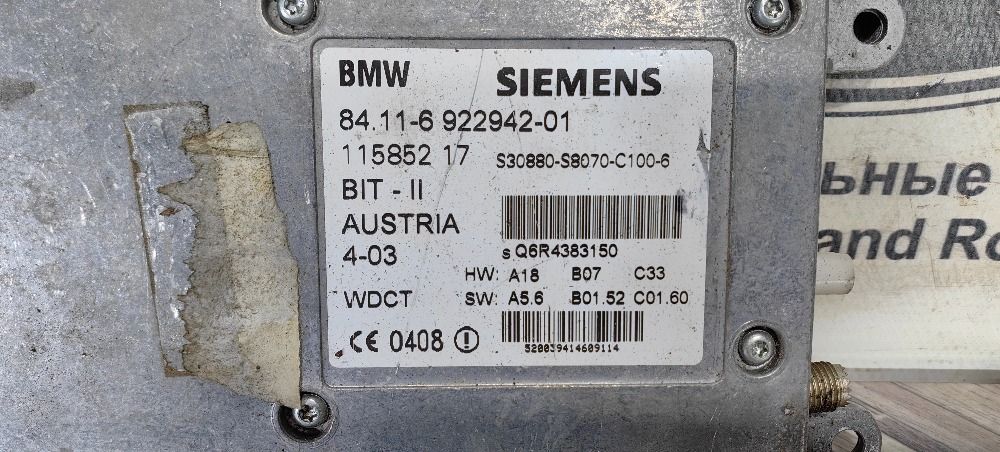 BMW SIEMENS
84.11-6 922942-01
115852 17 S30880-S8070-C100-6
BIT - II
AUSTRIA
s Q6R4383150
4-03
HW: A18 B07 C33
WDCT SW: A5.6 B01.52 C01.60
CE 0408
520039414609114
ьные
and Ro